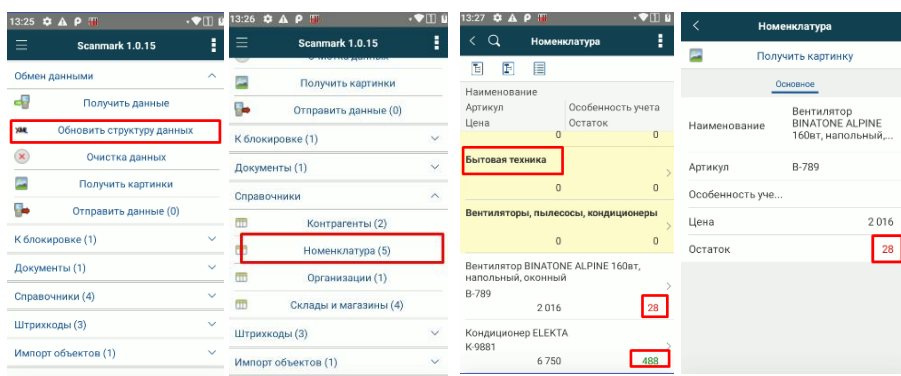 13:25
Scanmark 1.0.15
Обмен данными
Получить данные
XML Обновить структуру данных
Очистка данных
Получить картинки
Отправить данные (0)
К блокировке (1)
Документы (1)
Справочники (4)
Штрихкоды (3)
Импорт объектов (1)
13:26
Scanmark 1.0.15
Очистка данных
Получить картинки
Отправить данные (0)
К блокировке (1)
Документы (1)
Справочники
Контрагенты (2)
Номенклатура (5)
Организации (1)
Склады и магазины (4)
Штрихкоды (3)
Импорт объектов (1)
13:27
Номенклатура
Наименование
Артикул Особенность учета
Цена Остаток
0 0
Бытовая техника
0 0
Вентиляторы, пылесосы, кондиционеры
0 0
Вентилятор BINATONE ALPINE 160вт,
напольный, оконный
B-789
2 016 28
Кондиционер ELEKTA
K-9881
6 750 488
Номенклатура
Получить картинку
Основное
Наименование Вентилятор
BINATONE ALPINE
160вт, напольный,...
Артикул B-789
Особенность уче...
Цена 2 016
Остаток 28